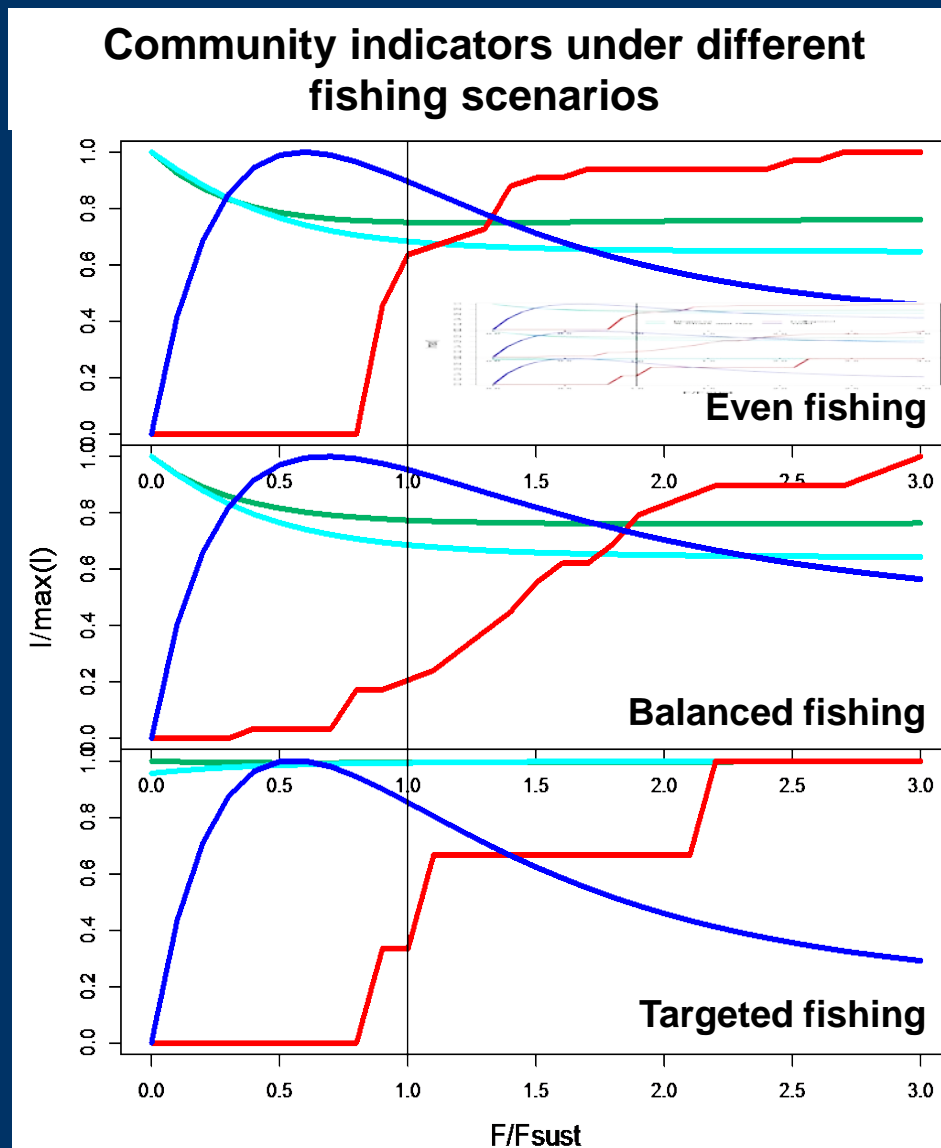 Community indicators under different
fishing scenarios
1.0
0.8
0.6
0.4
0.2
0.0
Even fishing
0.0 0.5 1.0 1.5 2.0 2.5 3.0
1.0
0.8
0.6
0.4
0.2
0.0
I/max(I)
Balanced fishing
0.0 0.5 1.0 1.5 2.0 2.5 3.0
1.0
0.8
0.6
0.4
0.2
0.0
Targeted fishing
0.0 0.5 1.0 1.5 2.0 2.5 3.0
F/Fsust